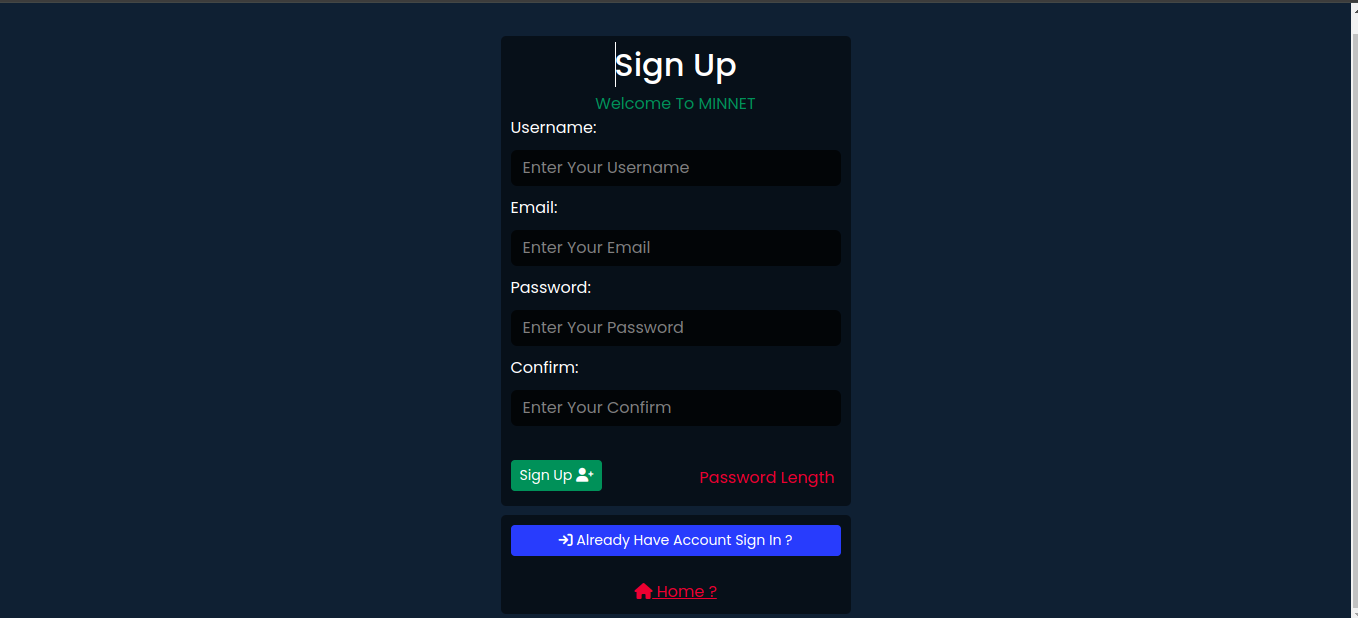 Sign Up
Welcome To MINNET
Username:
Enter Your Username
Email:
Enter Your Email
Password:
Enter Your Password
Confirm:
Enter Your Confirm
Sign Up Password Length
Already Have Account Sign In ?
Home ?